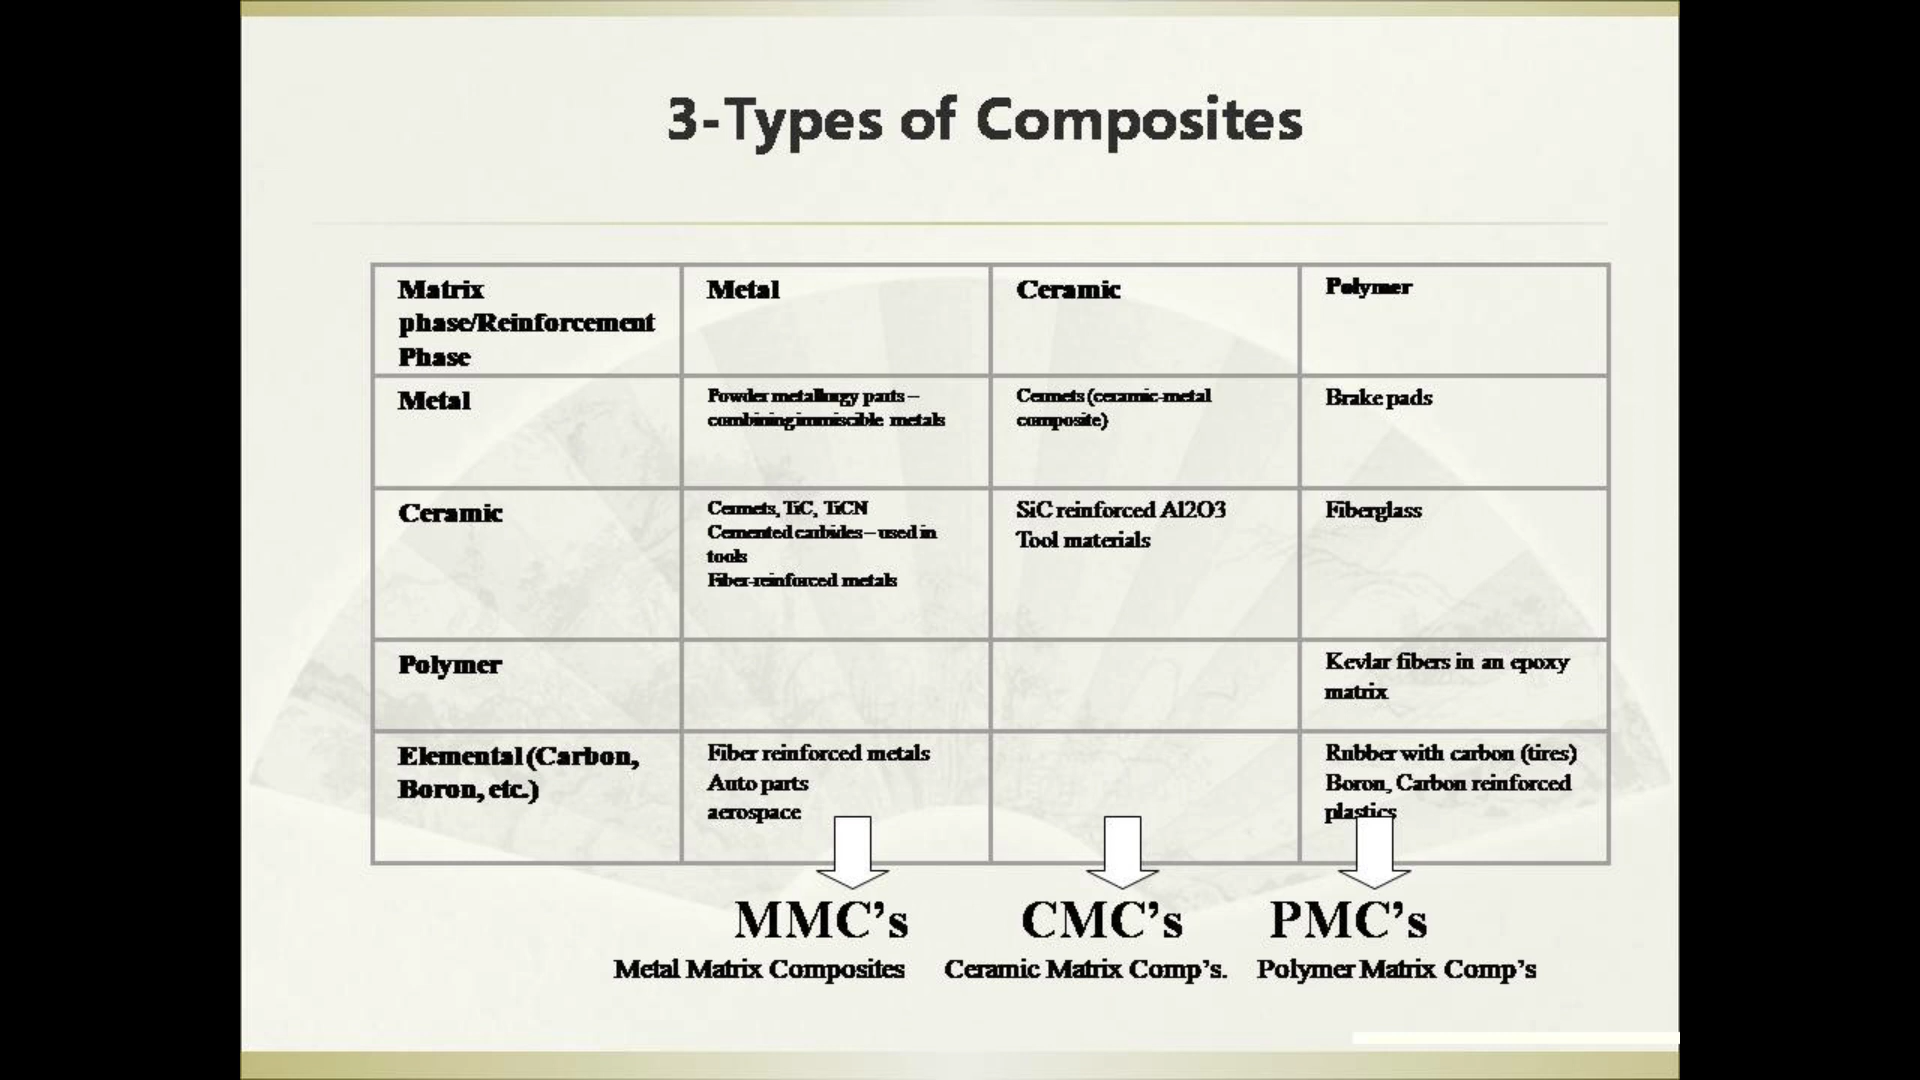 3-Types of Composites
Matrix
phase/Reinforcement
Phase
Metal
Ceramic
Polymer
Metal
Powder metallurgy parts –
combining immiscible metals
Cermets (ceramic-metal
composite)
Brake pads
Ceramic
Cermets, TiC, TiCN
Cemented carbides – used in
tools
Fiber-reinforced metals
SiC reinforced Al2O3
Tool materials
Fiberglass
Polymer
Kevlar fibers in an epoxy
matrix
Elemental (Carbon,
Boron, etc.)
Fiber reinforced metals
Auto parts
aerospace
Rubber with carbon (tires)
Boron, Carbon reinforced
plastics
MMC's
CMC's
PMC's
Metal Matrix Composites
Ceramic Matrix Comp's.
Polymer Matrix Comp's